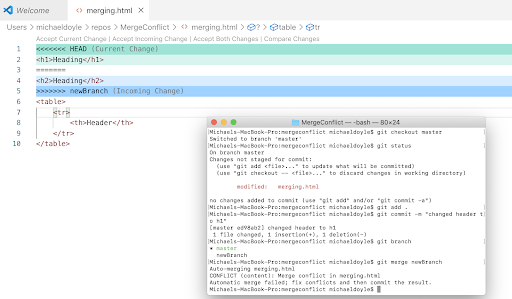 Welcome
<> merging.html ×
Users > michaeldoyle > repos > MergeConflict > <> merging.html > ? > table > tr
Accept Current Change | Accept Incoming Change | Accept Both Changes | Compare Changes
1 <<<<<<< HEAD (Current Change)
2 <h1>Heading</h1>
3 =======
4 <h2>Heading</h2>
5 >>>>>>> newBranch (Incoming Change)
6 <table>
7 <tr>
8 <th>Header</th>
9 </tr>
10 </table>
MergeConflict — -bash — 80×24
[Michaels-MacBook-Pro:mergeconflict michaeldoyle$ git checkout master
Switched to branch 'master'
[Michaels-MacBook-Pro:mergeconflict michaeldoyle$ git status
On branch master
Changes not staged for commit:
(use "git add <file>..." to update what will be committed)
(use "git checkout -- <file>..." to discard changes in working directory)
modified: merging.html
no changes added to commit (use "git add" and/or "git commit -a")
[Michaels-MacBook-Pro:mergeconflict michaeldoyle$ git add .
[Michaels-MacBook-Pro:mergeconflict michaeldoyle$ git commit -m "changed header t
o h1"
[master ed98ab2] changed header to h1
1 file changed, 1 insertion(+), 1 deletion(-)
[Michaels-MacBook-Pro:mergeconflict michaeldoyle$ git branch
* master
newBranch
[Michaels-MacBook-Pro:mergeconflict michaeldoyle$ git merge newBranch
Auto-merging merging.html
CONFLICT (content): Merge conflict in merging.html
Automatic merge failed; fix conflicts and then commit the result.
Michaels-MacBook-Pro:mergeconflict michaeldoyle$